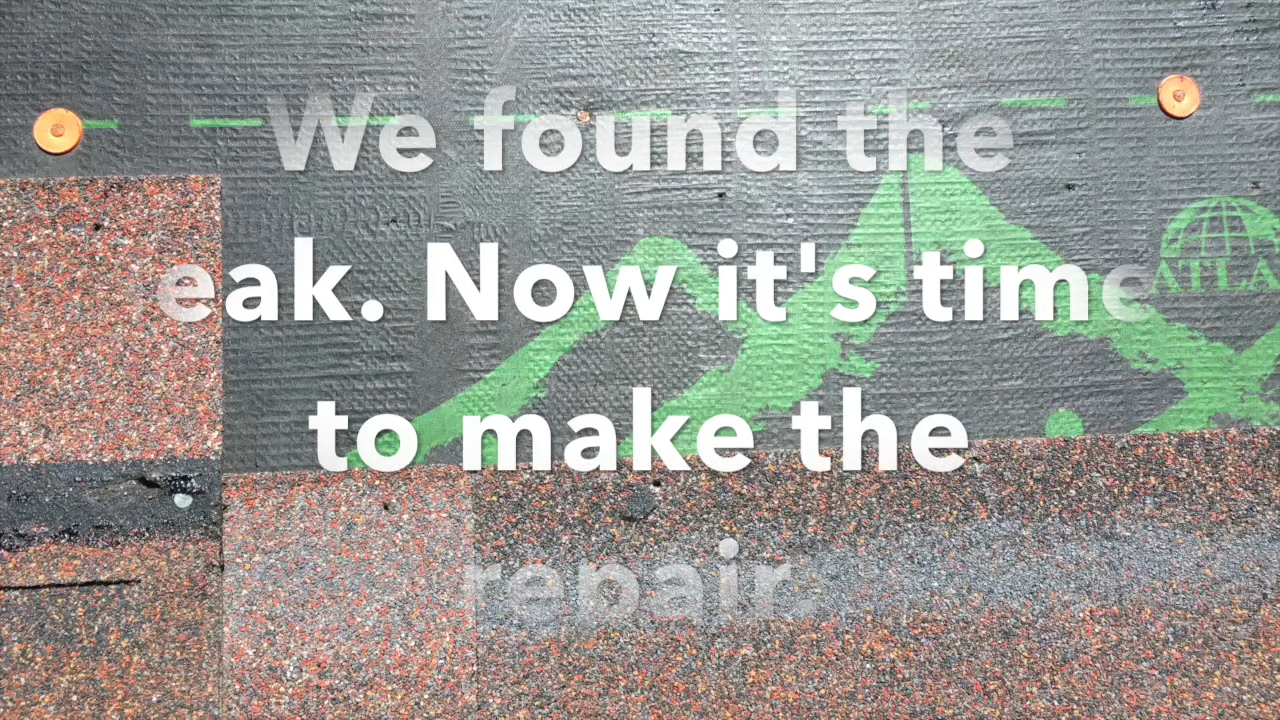 We found the
eak. Now it's time
to make the
repair.
ATLA